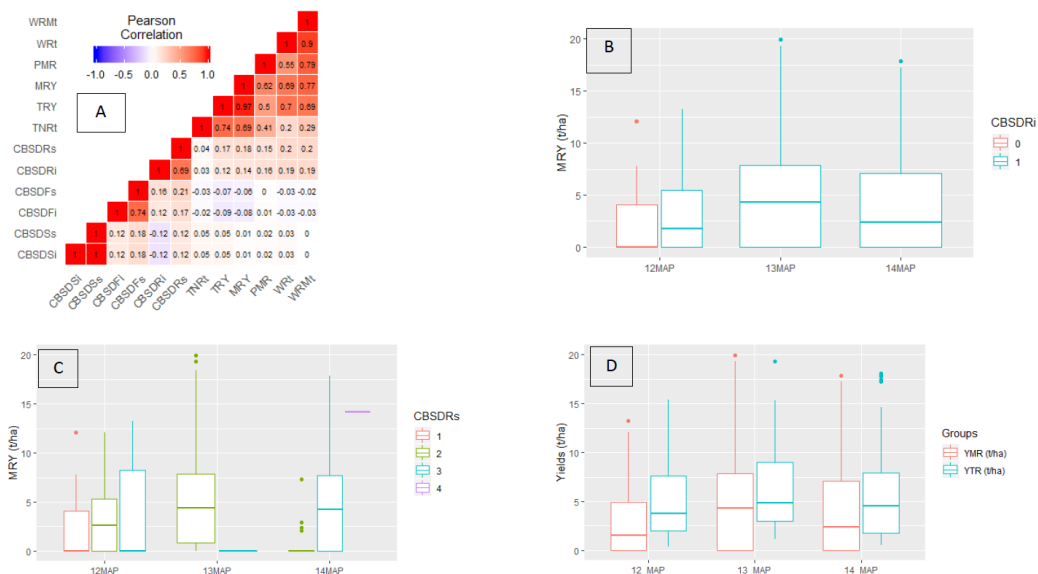 Pearson
Correlation
-1.0 -0.5 0.0 0.5 1.0
A
WRMt 1
WRt 1 0.9
PMR 1 0.55 0.79
MRY 1 0.62 0.69 0.77
TRY 1 0.97 0.5 0.7 0.69
TNRt 1 0.74 0.69 0.41 0.2 0.29
CBSDRs 1 0.04 0.17 0.18 0.15 0.2 0.2
CBSDRi 1 0.69 0.03 0.12 0.14 0.16 0.19 0.19
CBSDFs 1 0.16 0.21 -0.03 -0.07 -0.06 0 -0.03 -0.02
CBSDFi 1 0.74 0.12 0.17 -0.02 -0.09 -0.08 0.01 -0.03 -0.03
CBSDSs 1 0.12 0.18 -0.12 0.12 0.05 0.05 0.01 0.02 0.03 0
CBSDSi 1 1 0.12 0.18 -0.12 0.12 0.05 0.05 0.01 0.02 0.03 0
CBSDSi CBSDSs CBSDFi CBSDFs CBSDRi CBSDRs TNRt TRY MRY PMR WRt WRMt
B
MRY (t/ha)
20
15
10
5
0
12MAP 13MAP 14MAP
CBSDRi
0
1
C
MRY (t/ha)
20
15
10
5
0
12MAP 13MAP 14MAP
CBSDRs
1
2
3
4
D
Yields (t/ha)
20
15
10
5
0
12_MAP 13_MAP 14_MAP
Groups
YMR (t/ha)
YTR (t/ha)